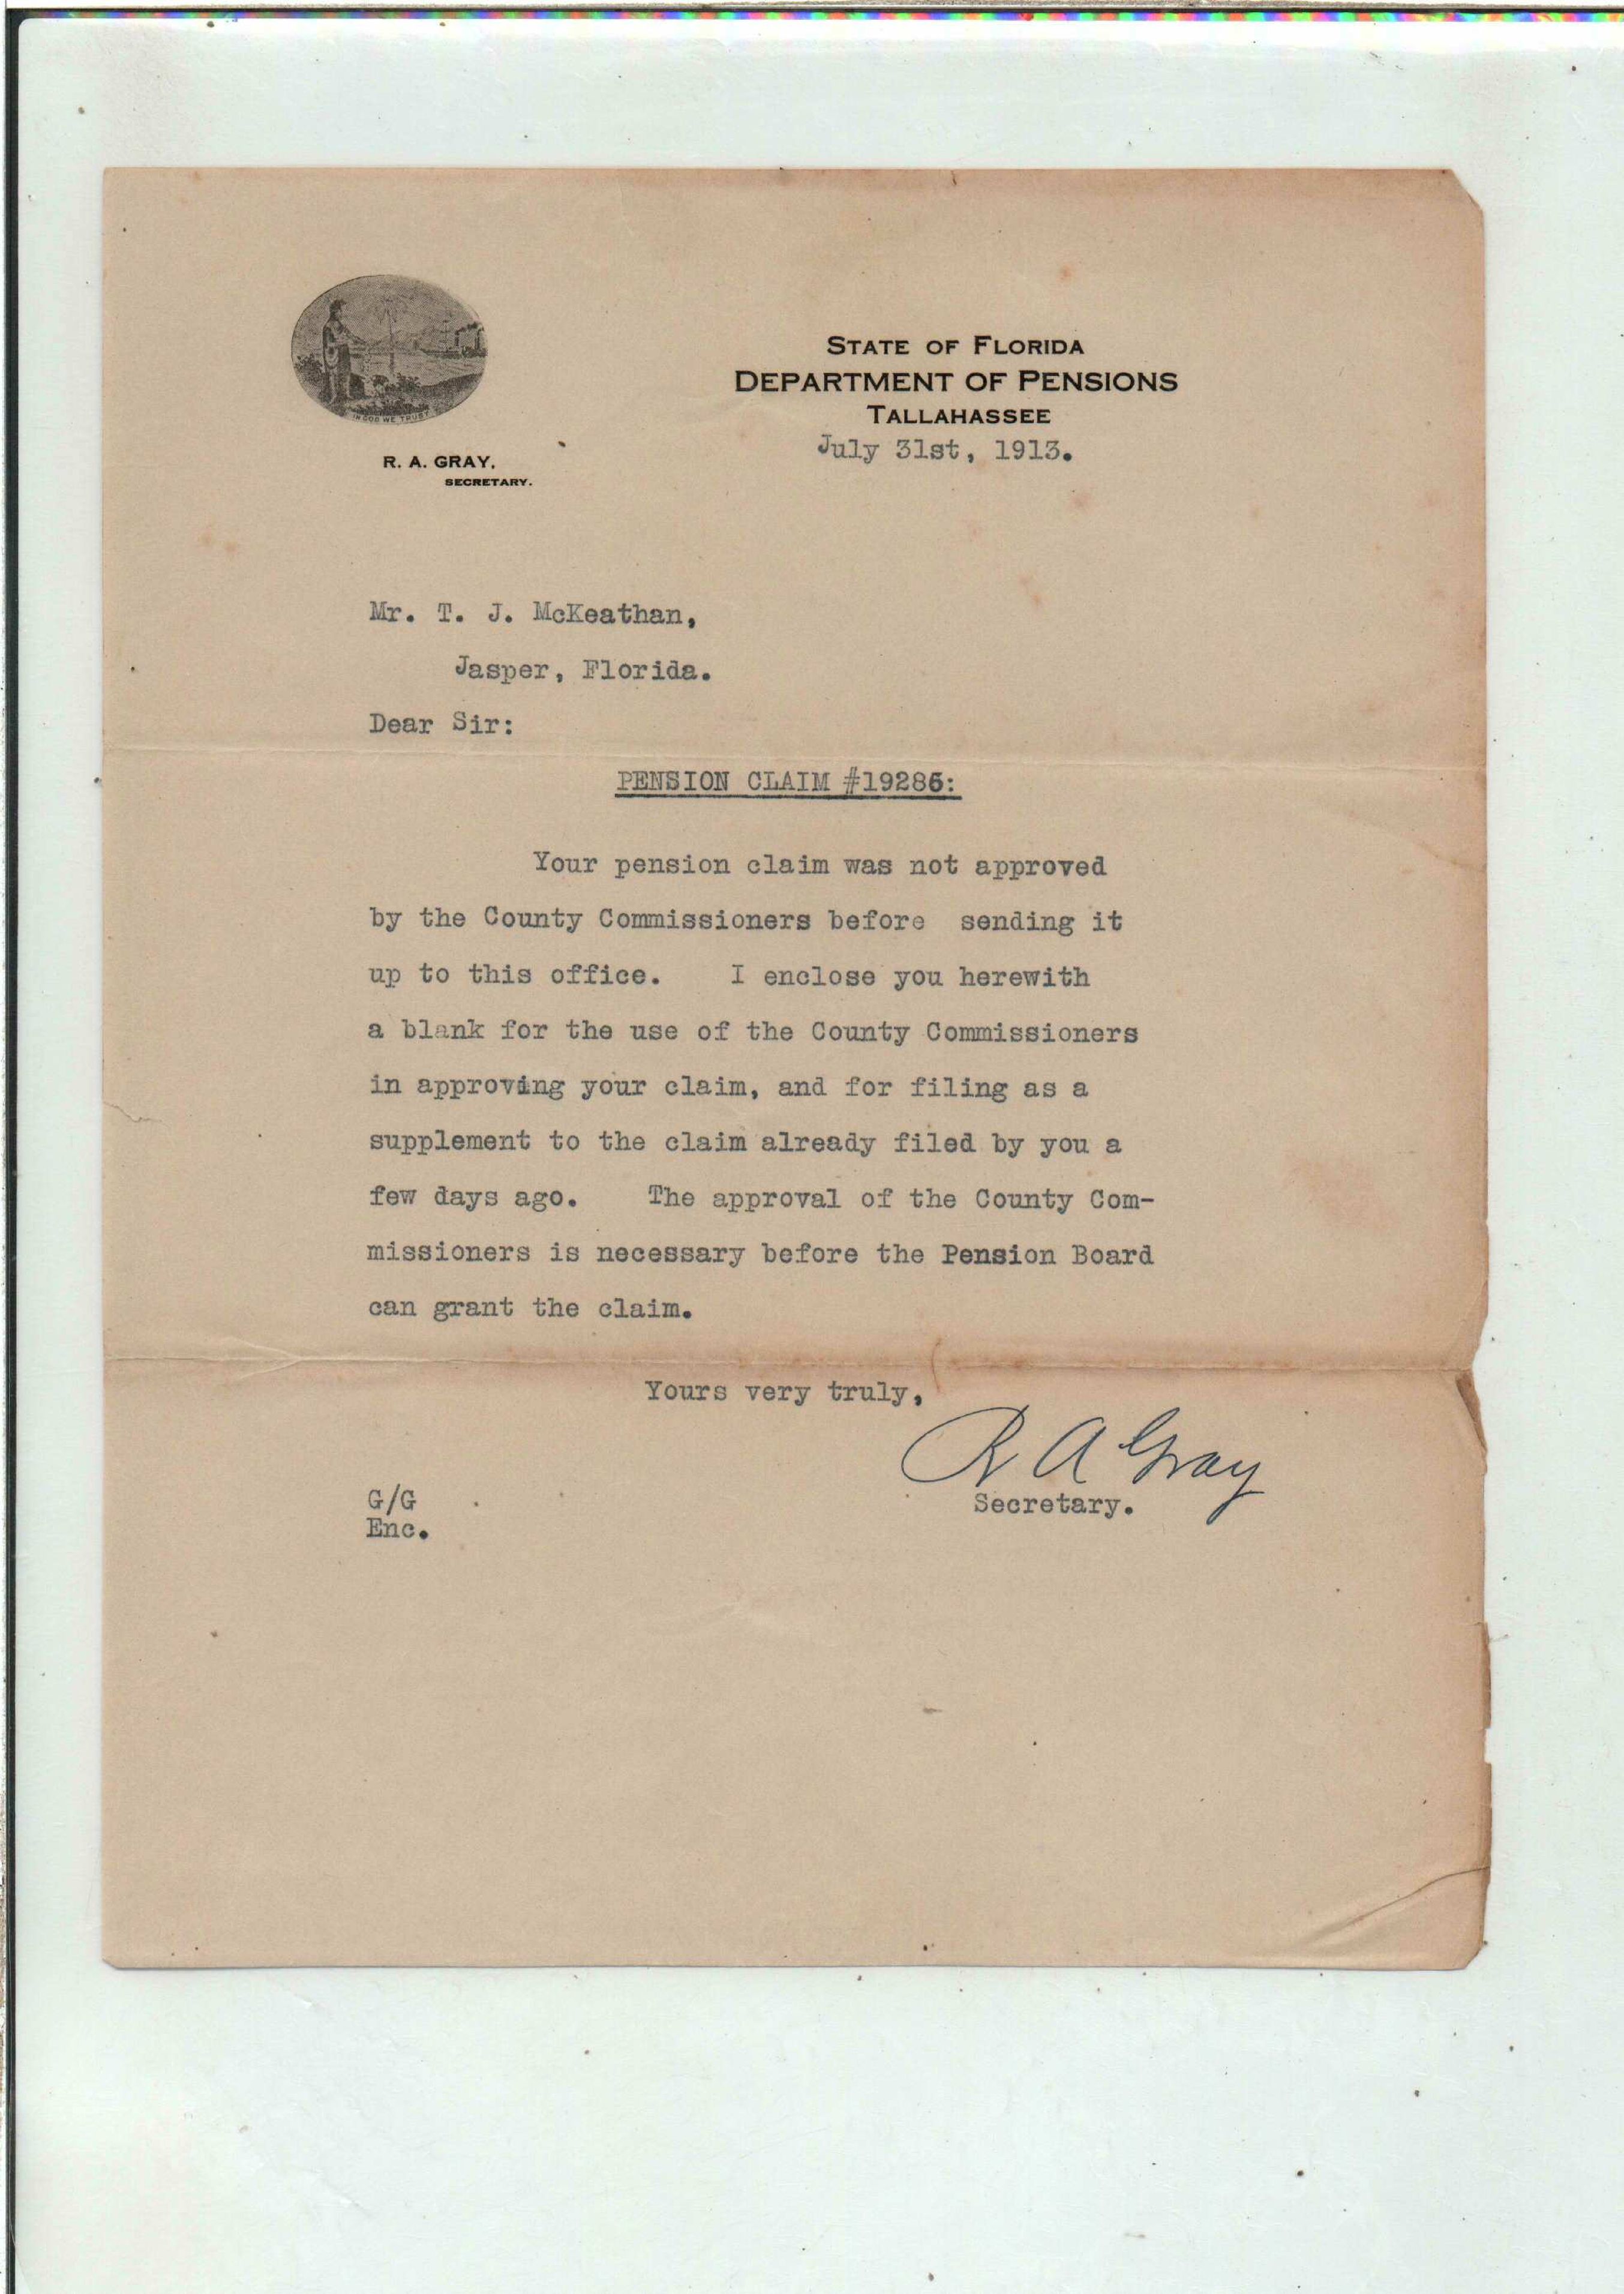 IN GOD WE TRUST
R. A. GRAY,
SECRETARY.
STATE OF FLORIDA
DEPARTMENT OF PENSIONS
TALLAHASSEE
July 31st, 1913.
Mr. T. J. McKeathan,
Jasper, Florida.
Dear Sir:
PENSION CLAIM #19286:
Your pension claim was not approved
by the County Commissioners before sending it
up to this office. I enclose you herewith
a blank for the use of the County Commissioners
in approving your claim, and for filing as a
supplement to the claim already filed by you a
few days ago. The approval of the County Com-
missioners is necessary before the Pension Board
can grant the claim.
Yours very truly,
R A Gray
Secretary.
G/G
Enc.